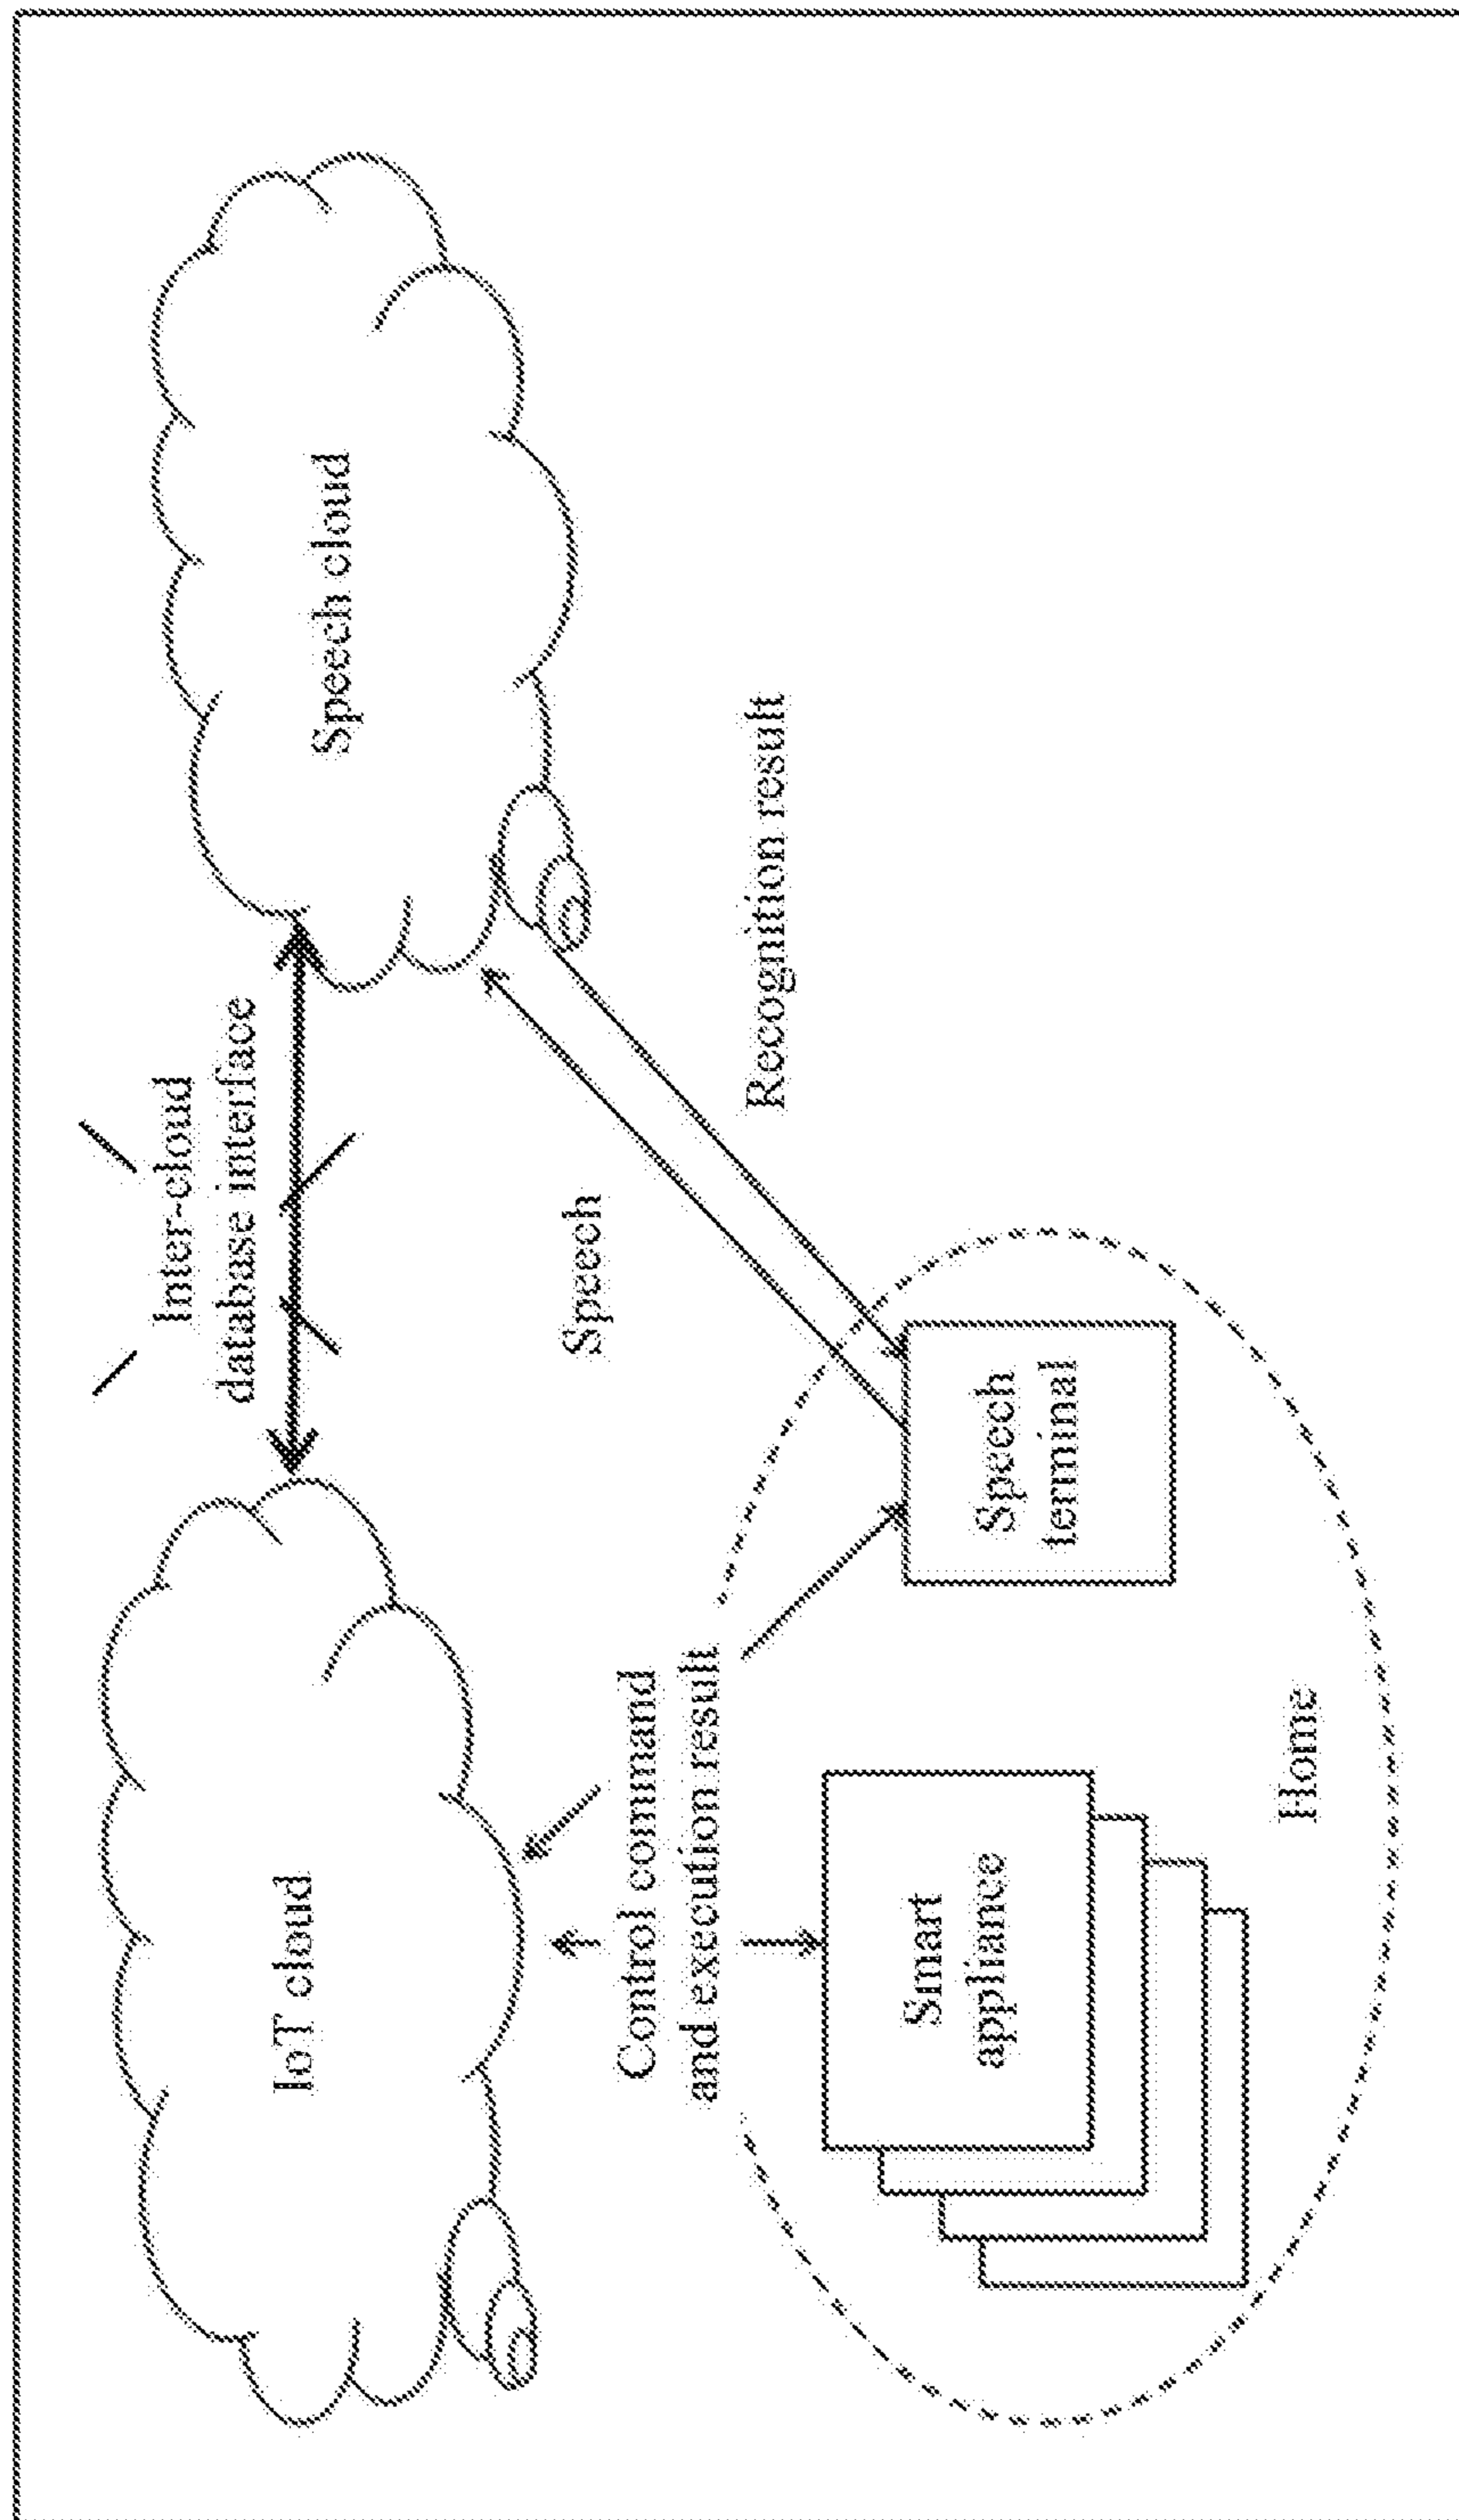 Inter-cloud
database interface
IoT cloud
Speech cloud
Speech
Recognition result
Control command
and execution result
Smart
appliance
Speech
terminal
Home